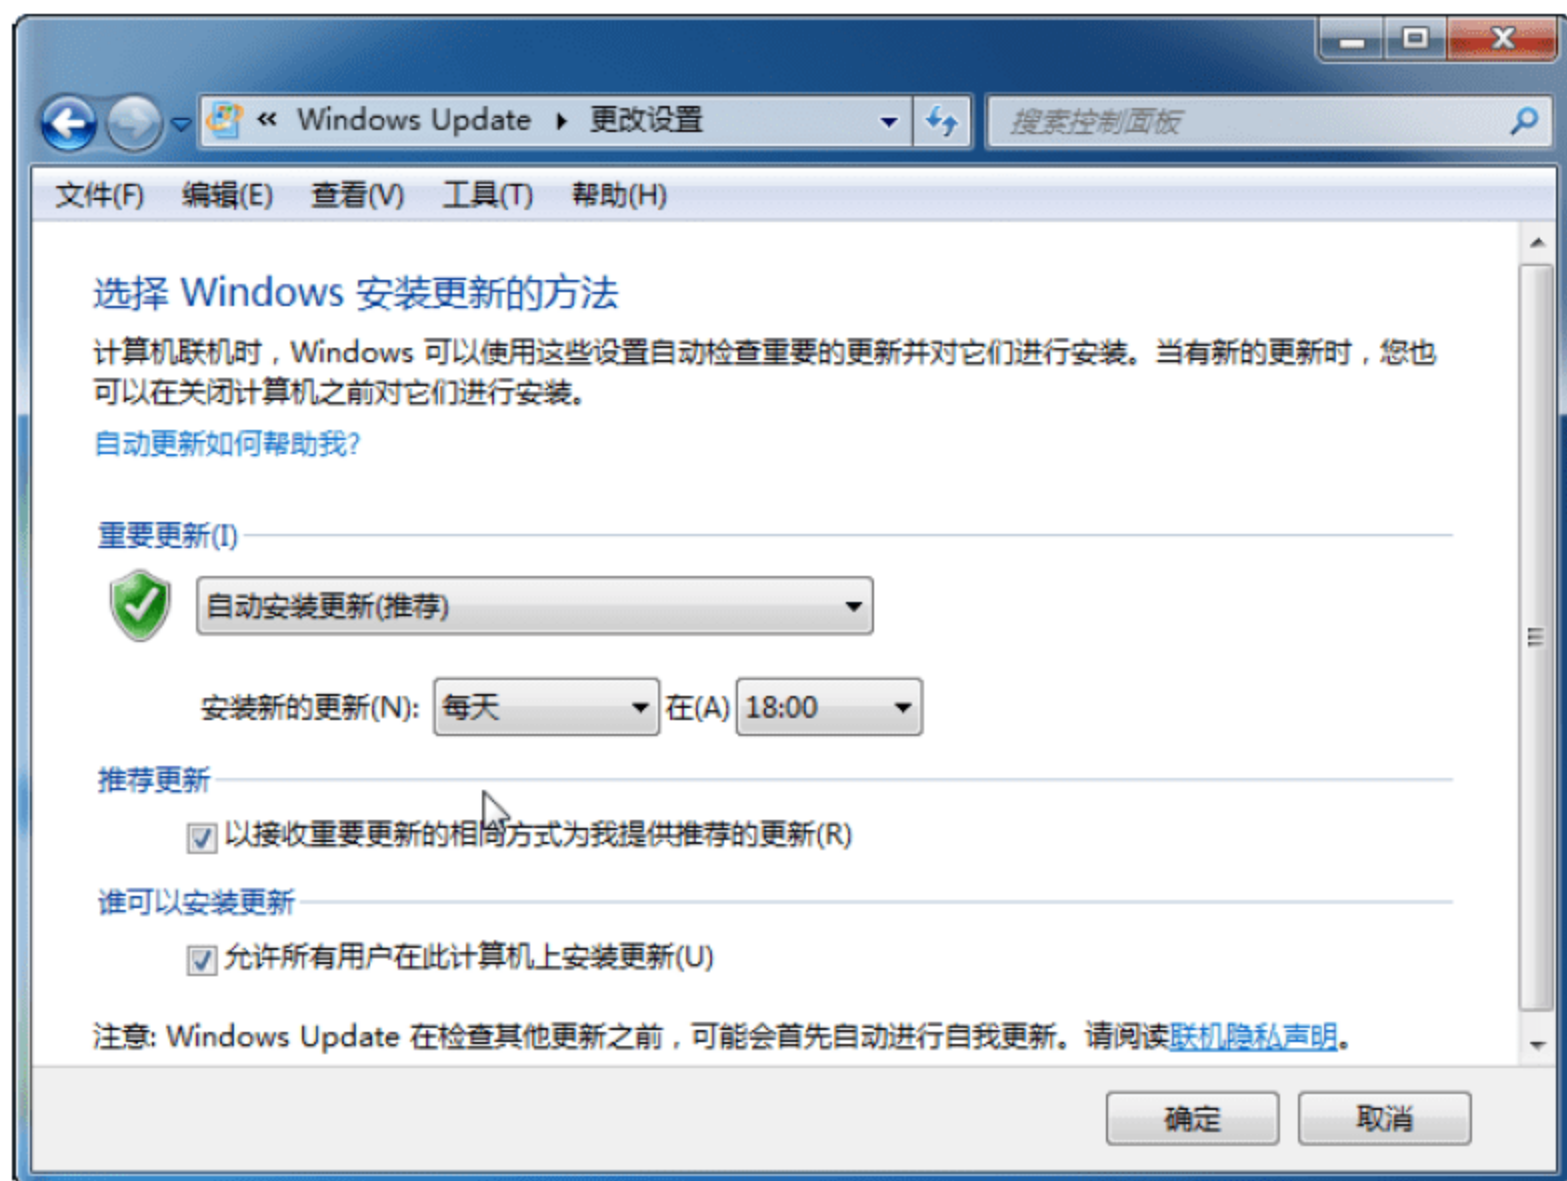 « Windows Update ▸ 更改设置 搜索控制面板
文件(F) 编辑(E) 查看(V) 工具(T) 帮助(H)
选择 Windows 安装更新的方法
计算机联机时，Windows 可以使用这些设置自动检查重要的更新并对它们进行安装。当有新的更新时，您也
可以在关闭计算机之前对它们进行安装。
自动更新如何帮助我?
重要更新(I)
自动安装更新(推荐)
安装新的更新(N): 每天 在(A) 18:00
推荐更新
以接收重要更新的相同方式为我提供推荐的更新(R)
谁可以安装更新
允许所有用户在此计算机上安装更新(U)
注意: Windows Update 在检查其他更新之前，可能会首先自动进行自我更新。请阅读联机隐私声明。
确定 取消